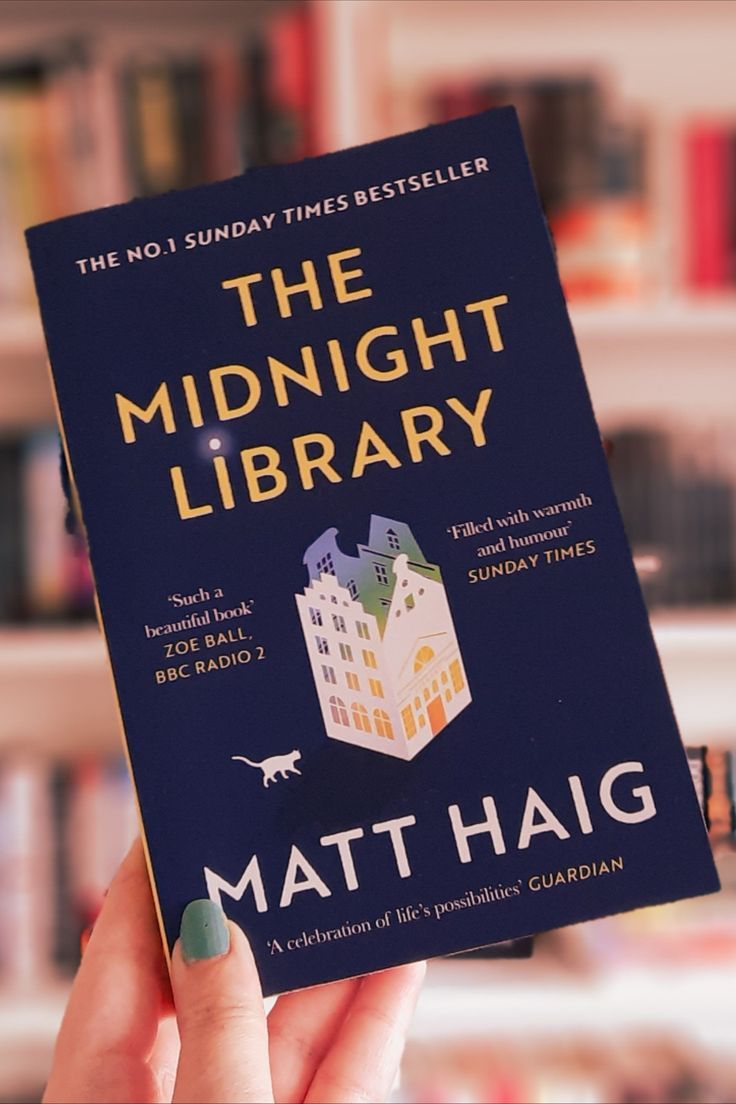 THE NO.1 SUNDAY TIMES BESTSELLER
THE
MIDNIGHT
LiBRARY
‘Filled with warmth
and humour’
SUNDAY TIMES
‘Such a
beautiful book’
ZOE BALL,
BBC RADIO 2
MATT HAIG
‘A celebration of life’s possibilities’ GUARDIAN